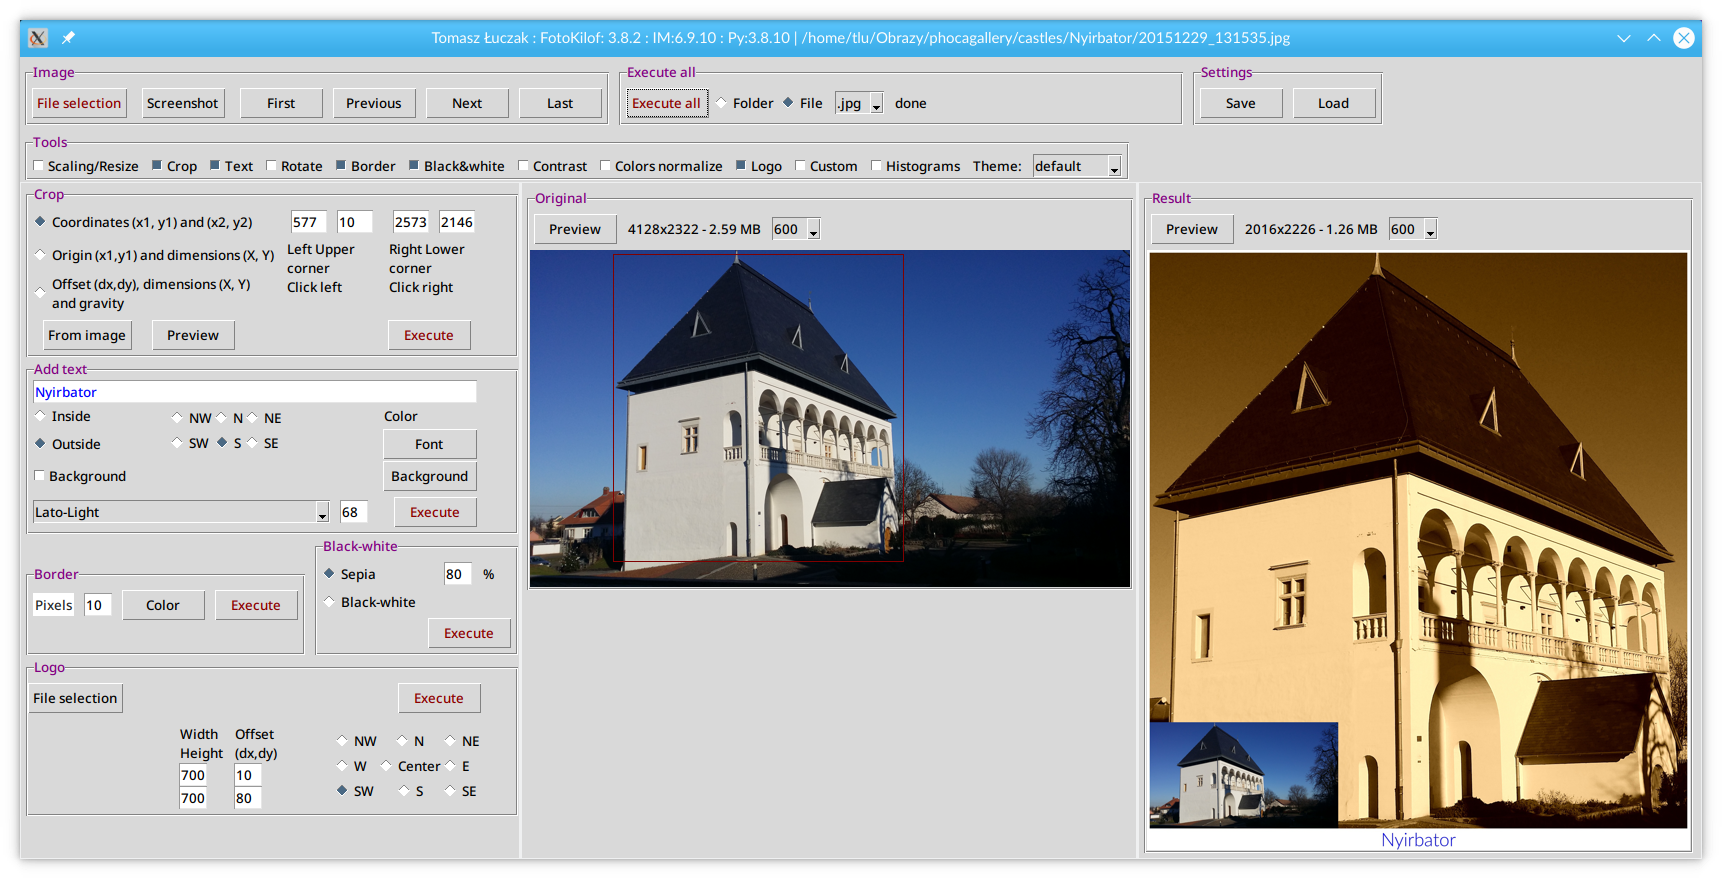 Tomasz Łuczak : FotoKilof: 3.8.2 : IM:6.9.10 : Py:3.8.10 | /home/tlu/Obrazy/phocagallery/castles/Nyirbator/20151229_131535.jpg
Image
File selection Screenshot First Previous Next Last
Execute all
Execute all Folder File .jpg done
Settings
Save Load
Tools
Scaling/Resize Crop Text Rotate Border Black&white Contrast Colors normalize Logo Custom Histograms Theme: default
Crop
Coordinates (x1, y1) and (x2, y2) 577 10 2573 2146
Origin (x1,y1) and dimensions (X, Y)
Offset (dx,dy), dimensions (X, Y)
and gravity
Left Upper
corner
Click left
Right Lower
corner
Click right
From image Preview Execute
Add text
Nyirbator
Inside NW N NE Color
Outside SW S SE Font
Background Background
Lato-Light 68 Execute
Border
Pixels 10 Color Execute
Black-white
Sepia 80 %
Black-white
Execute
Logo
File selection Execute
Width Offset
Height (dx,dy)
700 10
700 80
NW N NE
W Center E
SW S SE
Original
Preview 4128x2322 - 2.59 MB 600
Result
Preview 2016x2226 - 1.26 MB 600
Nyirbator